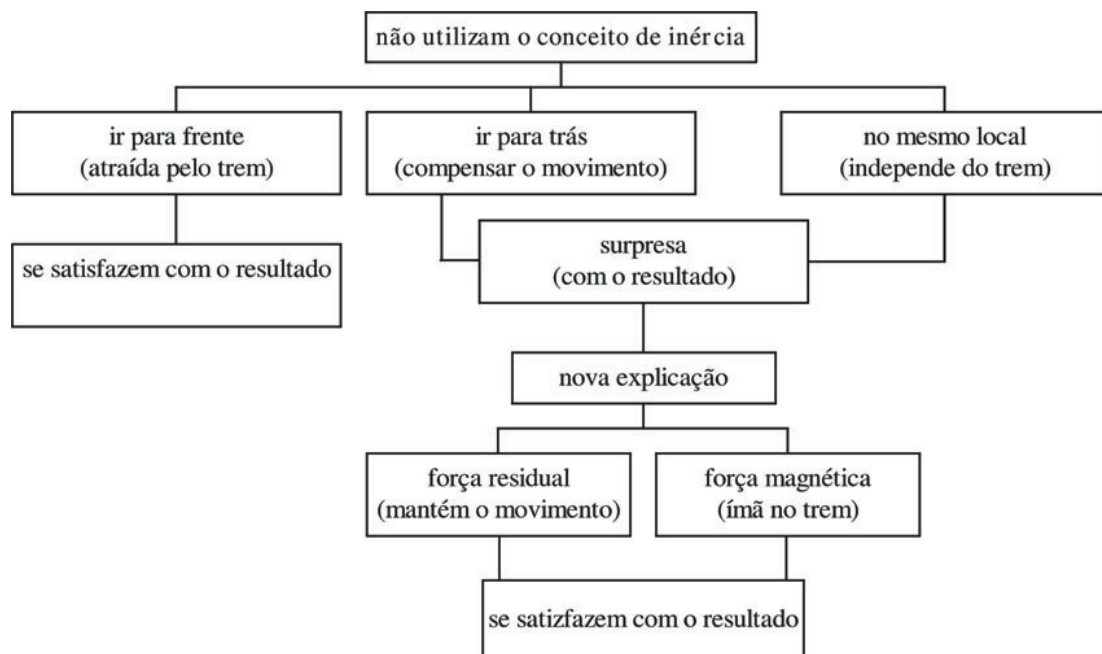 não utilizam o conceito de inércia
ir para frente
(atraída pelo trem)
ir para trás
(compensar o movimento)
no mesmo local
(independe do trem)
se satisfazem com o resultado
surpresa
(com o resultado)
nova explicação
força residual
(mantém o movimento)
força magnética
(ímã no trem)
se satizfazem com o resultado